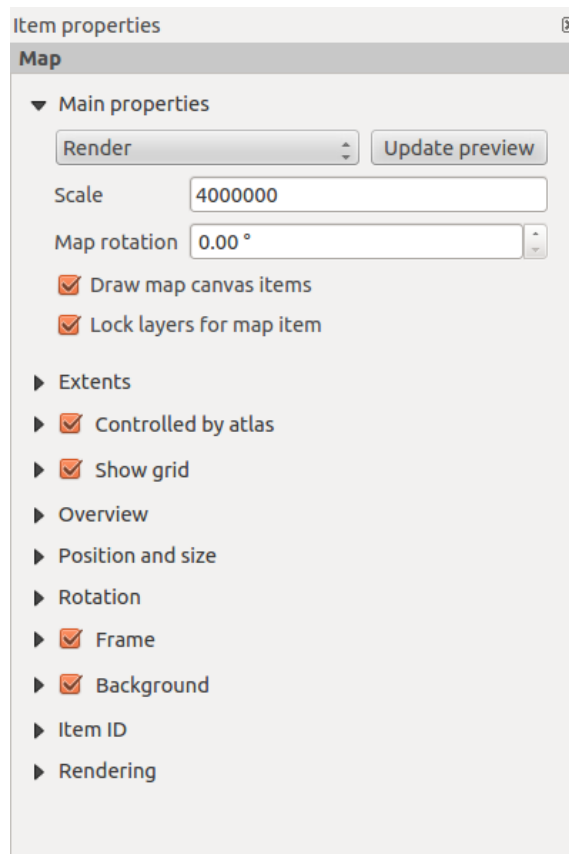 Item properties
Map
Main properties
Render Update preview
Scale 4000000
Map rotation 0.00 °
Draw map canvas items
Lock layers for map item
Extents
Controlled by atlas
Show grid
Overview
Position and size
Rotation
Frame
Background
Item ID
Rendering